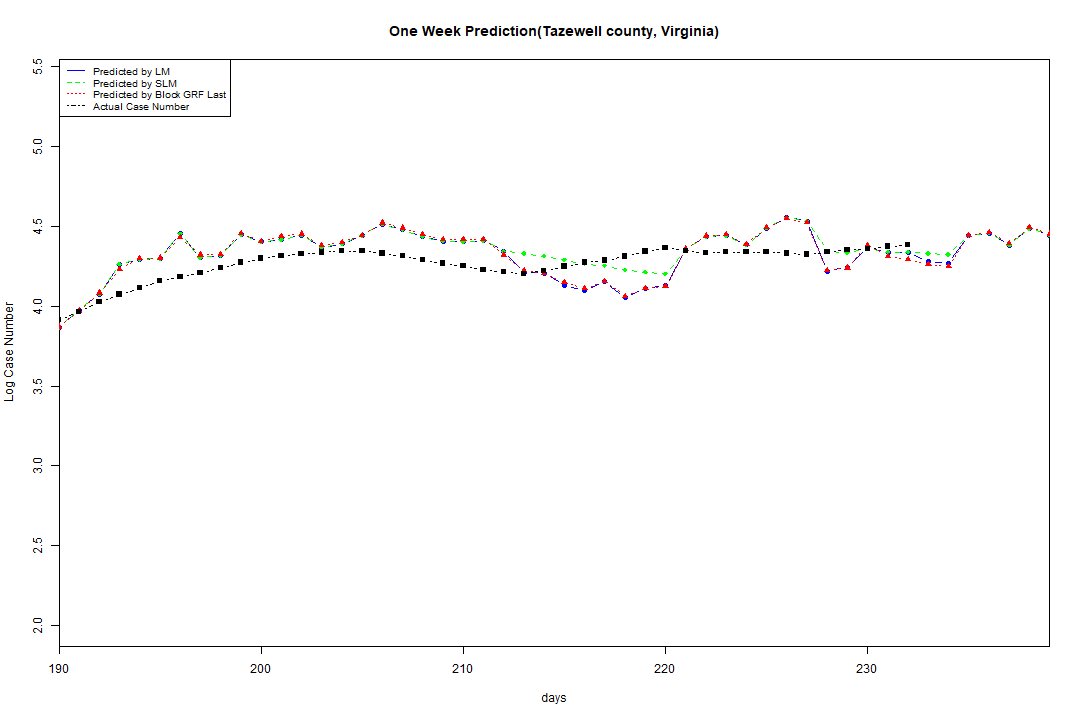 One Week Prediction(Tazewell county, Virginia)
Predicted by LM
Predicted by SLM
Predicted by Block GRF Last
Actual Case Number
5.5
5.0
4.5
4.0
3.5
3.0
2.5
2.0
Log Case Number
190 200 210 220 230
days